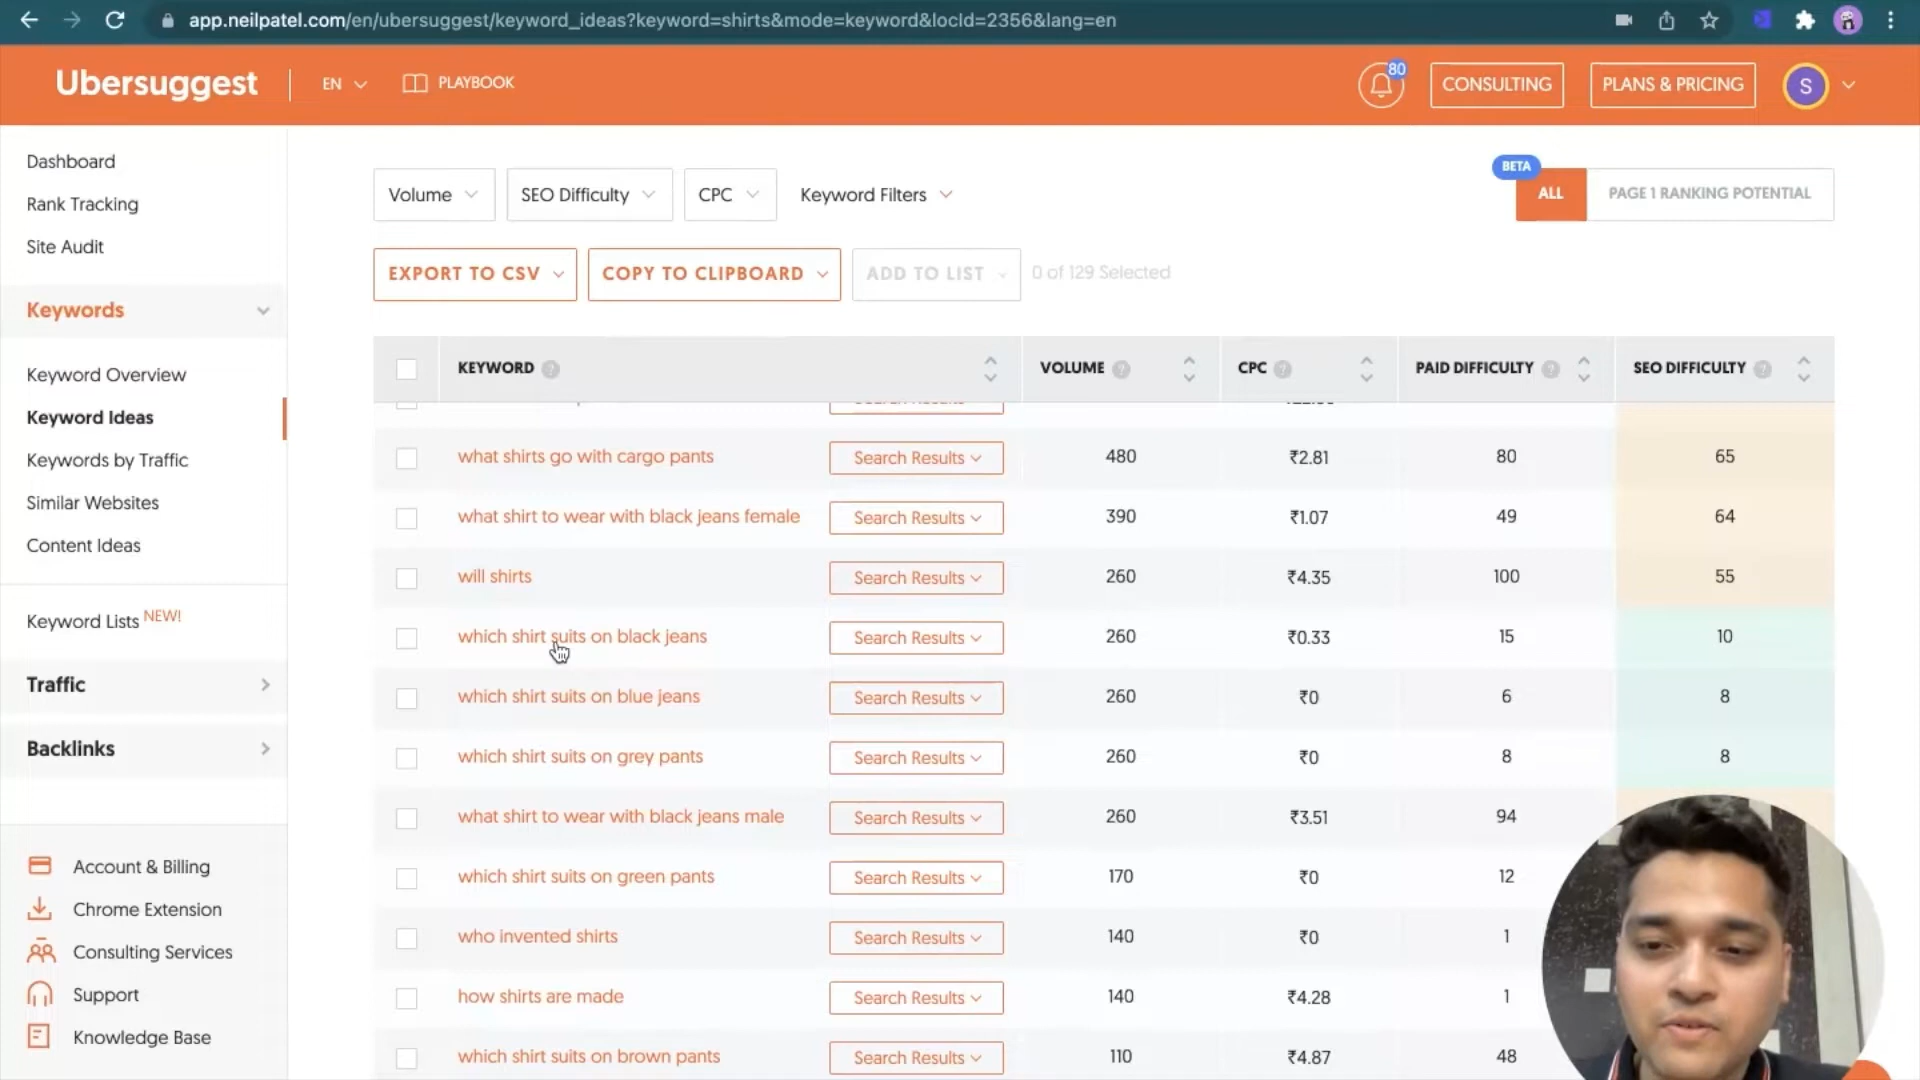 app.neilpatel.com/en/ubersuggest/keyword_ideas?keyword=shirts&mode=keyword&locId=2356&lang=en
Ubersuggest
EN
PLAYBOOK
80
CONSULTING
PLANS & PRICING
S
Dashboard
Rank Tracking
Site Audit
Keywords
Keyword Overview
Keyword Ideas
Keywords by Traffic
Similar Websites
Content Ideas
Keyword Lists NEW!
Traffic
Backlinks
Account & Billing
Chrome Extension
Consulting Services
Support
Knowledge Base
Volume
SEO Difficulty
CPC
Keyword Filters
BETA
ALL
PAGE 1 RANKING POTENTIAL
EXPORT TO CSV
COPY TO CLIPBOARD
ADD TO LIST
0 of 129 Selected
KEYWORD ? VOLUME ? CPC ? PAID DIFFICULTY ? SEO DIFFICULTY ?
what shirts go with cargo pants Search Results 480 ₹2.81 80 65
what shirt to wear with black jeans female Search Results 390 ₹1.07 49 64
will shirts Search Results 260 ₹4.35 100 55
which shirt suits on black jeans Search Results 260 ₹0.33 15 10
which shirt suits on blue jeans Search Results 260 ₹0 6 8
which shirt suits on grey pants Search Results 260 ₹0 8 8
what shirt to wear with black jeans male Search Results 260 ₹3.51 94
which shirt suits on green pants Search Results 170 ₹0 12
who invented shirts Search Results 140 ₹0 1
how shirts are made Search Results 140 ₹4.28 1
which shirt suits on brown pants Search Results 110 ₹4.87 48